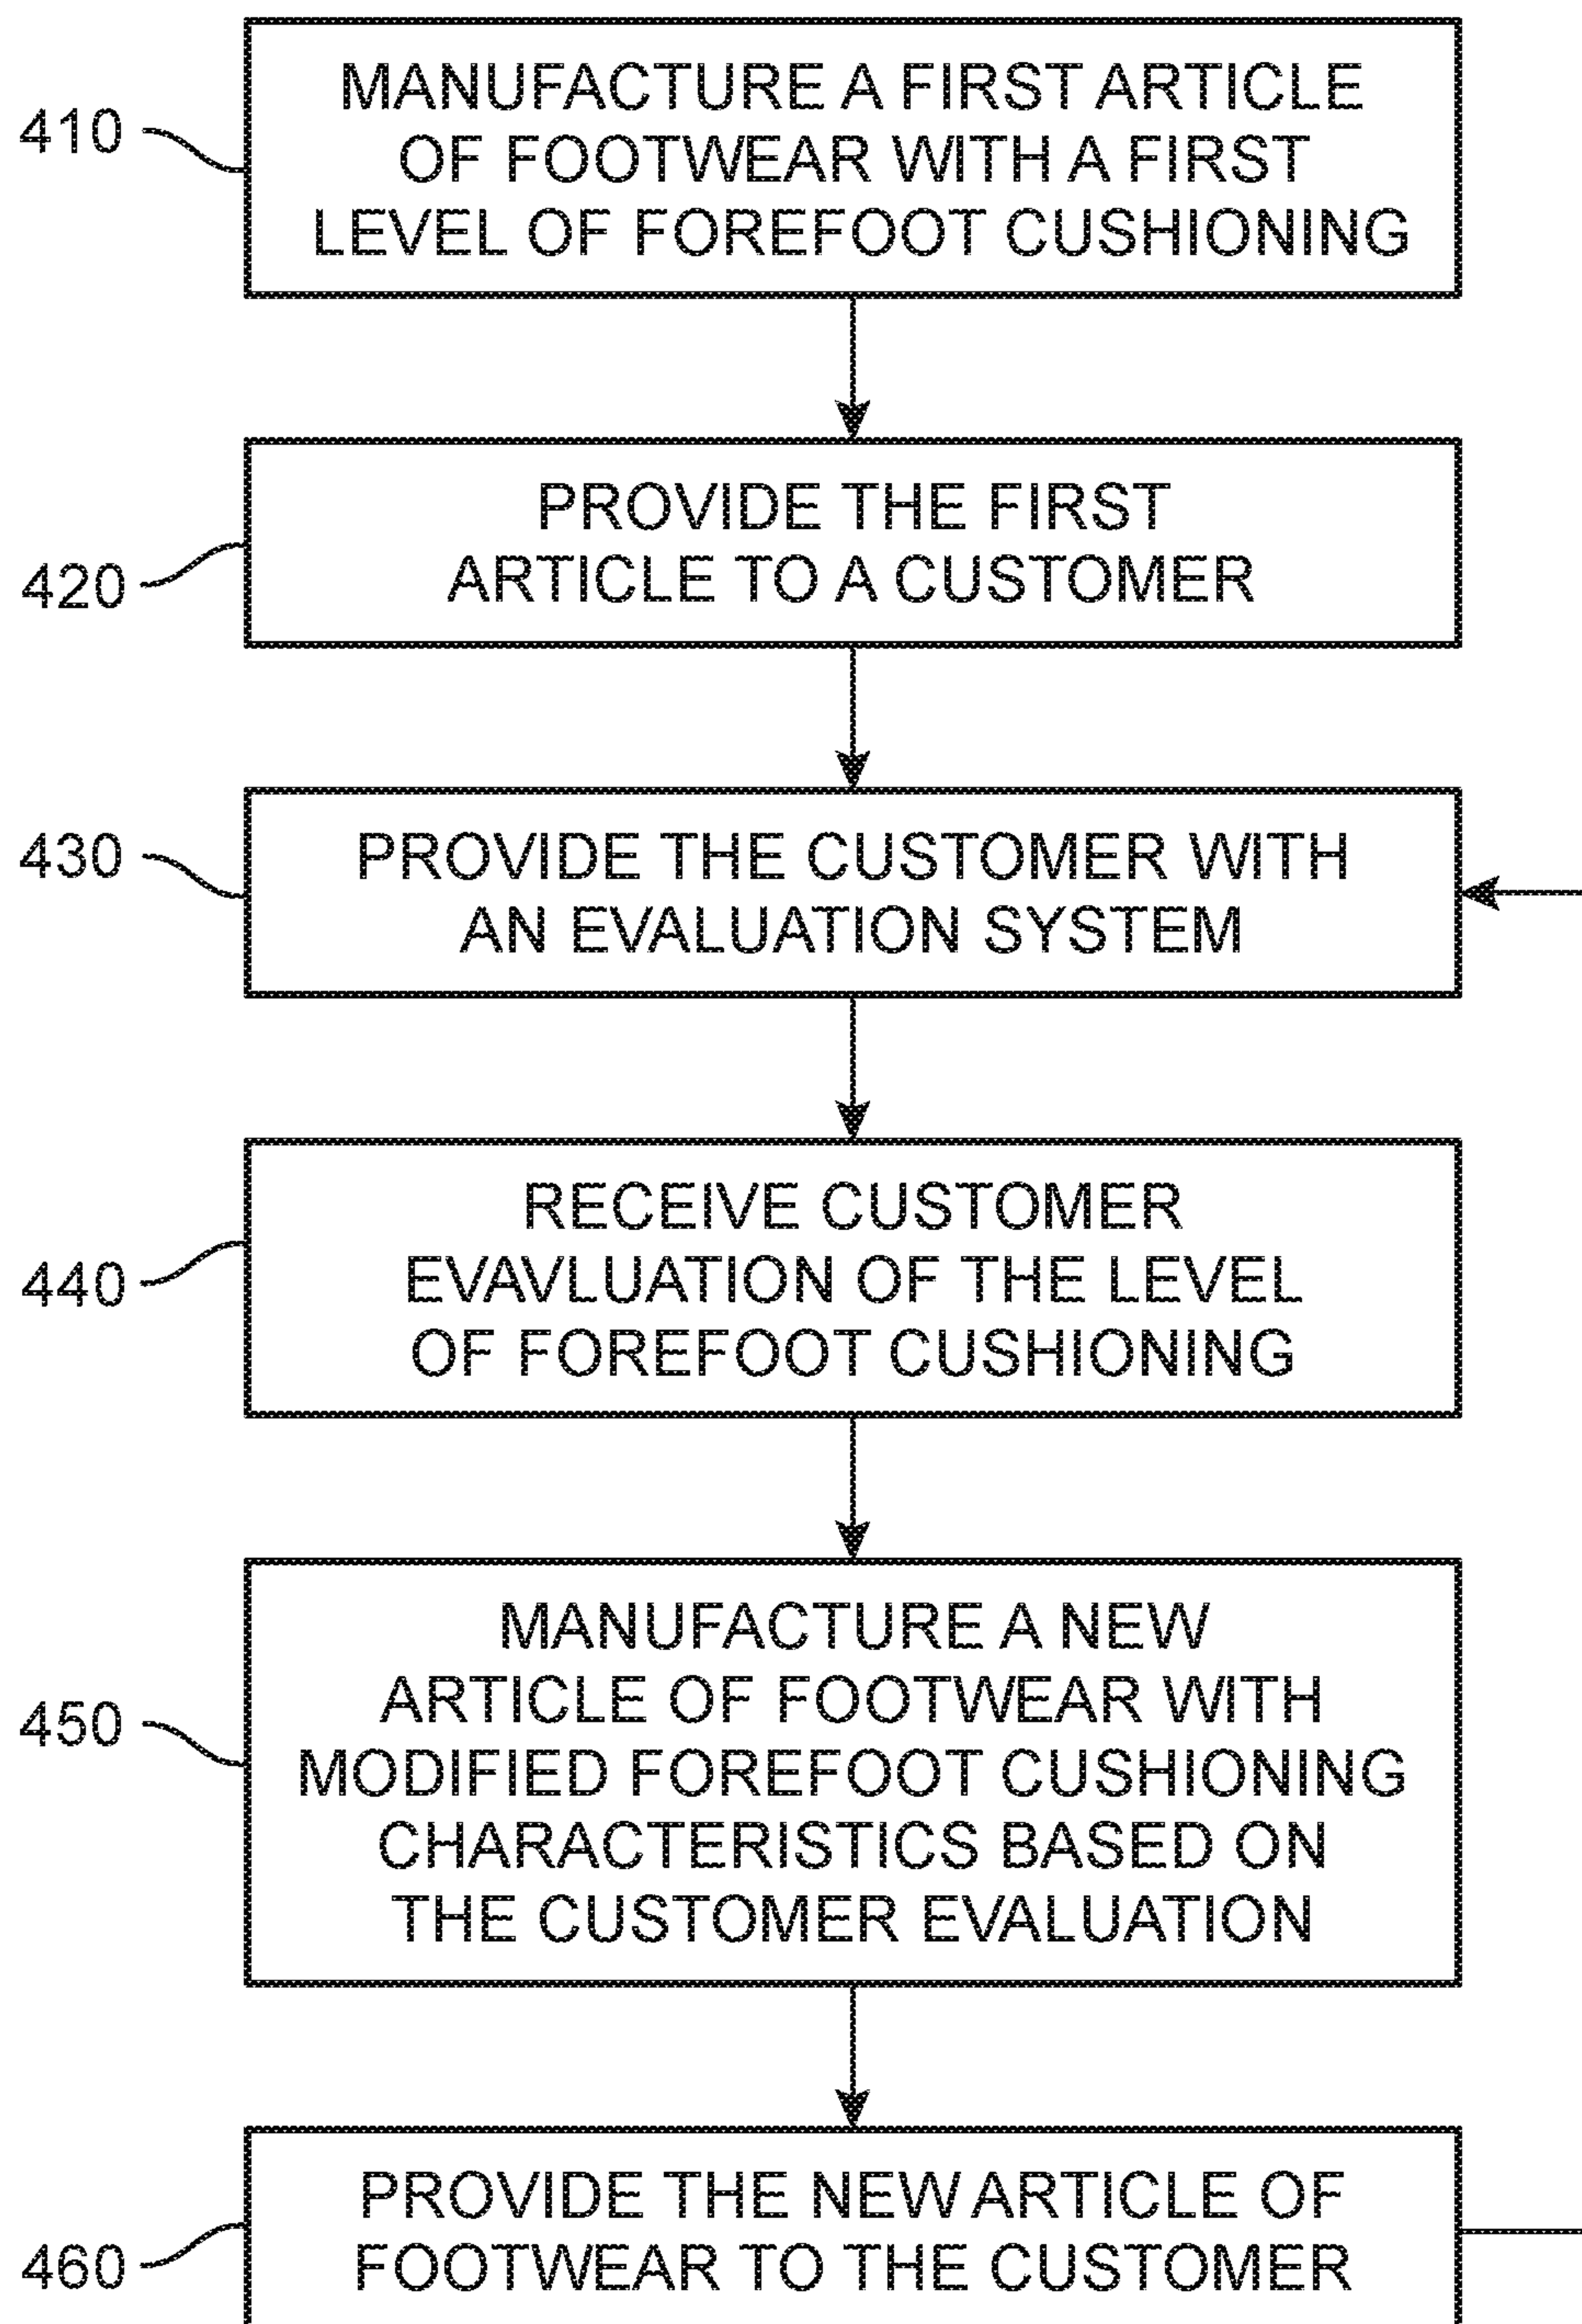 410
MANUFACTURE A FIRST ARTICLE
OF FOOTWEAR WITH A FIRST
LEVEL OF FOREFOOT CUSHIONING
420
PROVIDE THE FIRST
ARTICLE TO A CUSTOMER
430
PROVIDE THE CUSTOMER WITH
AN EVALUATION SYSTEM
440
RECEIVE CUSTOMER
EVAVLUATION OF THE LEVEL
OF FOREFOOT CUSHIONING
450
MANUFACTURE A NEW
ARTICLE OF FOOTWEAR WITH
MODIFIED FOREFOOT CUSHIONING
CHARACTERISTICS BASED ON
THE CUSTOMER EVALUATION
460
PROVIDE THE NEW ARTICLE OF
FOOTWEAR TO THE CUSTOMER